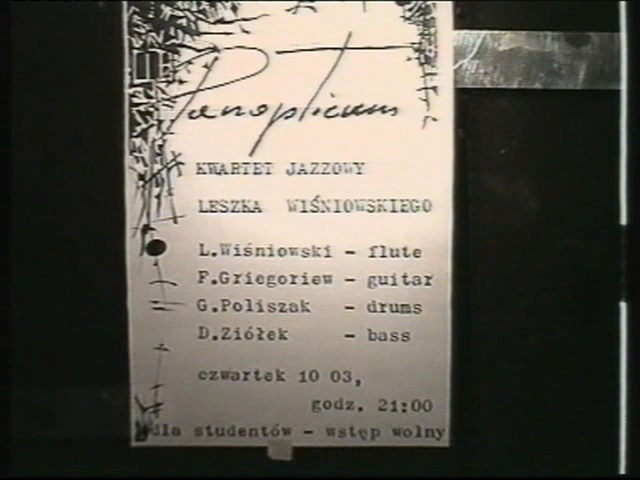 Panopticum
KWARTET JAZZOWY
LESZKA WIŚNIOWSKIEGO
L.Wiśniowski - flute
F.Griegoriew - guitar
G.Poliszak - drums
D.Ziółek - bass
czwartek 10 03,
godz. 21:00
dla studentów - wstęp wolny